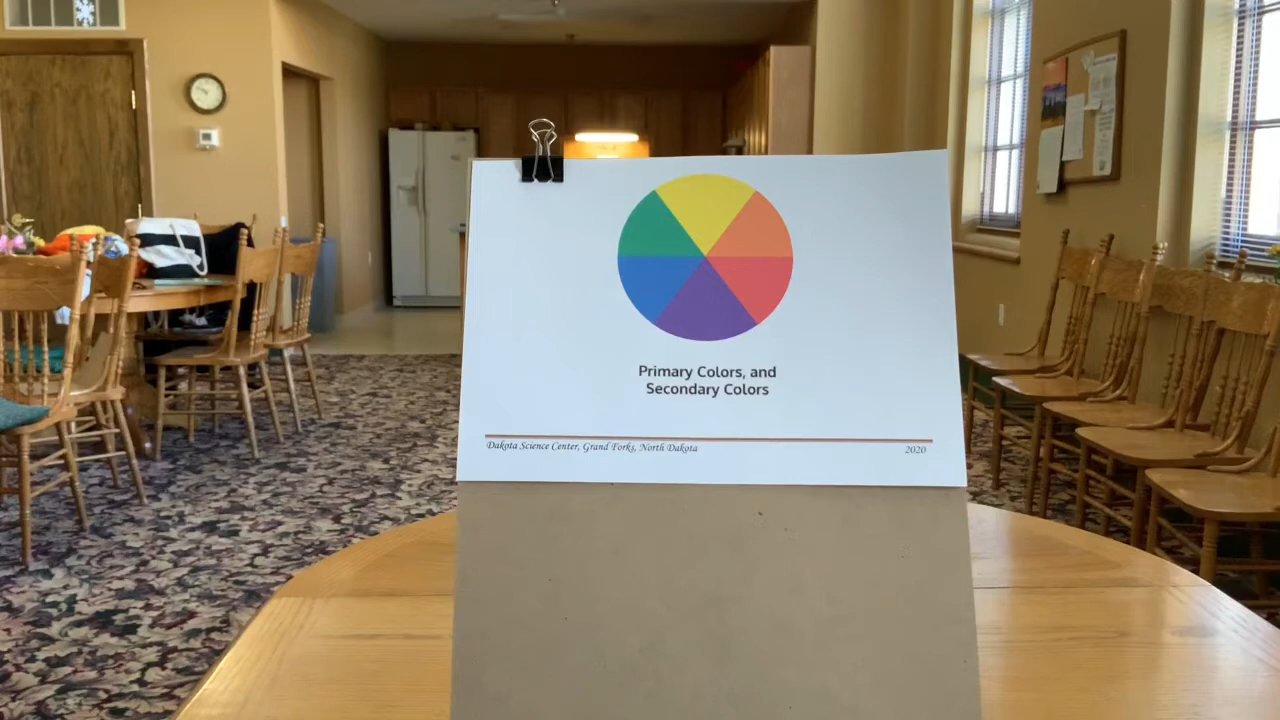 Primary Colors, and
Secondary Colors
Dakota Science Center, Grand Forks, North Dakota
2020